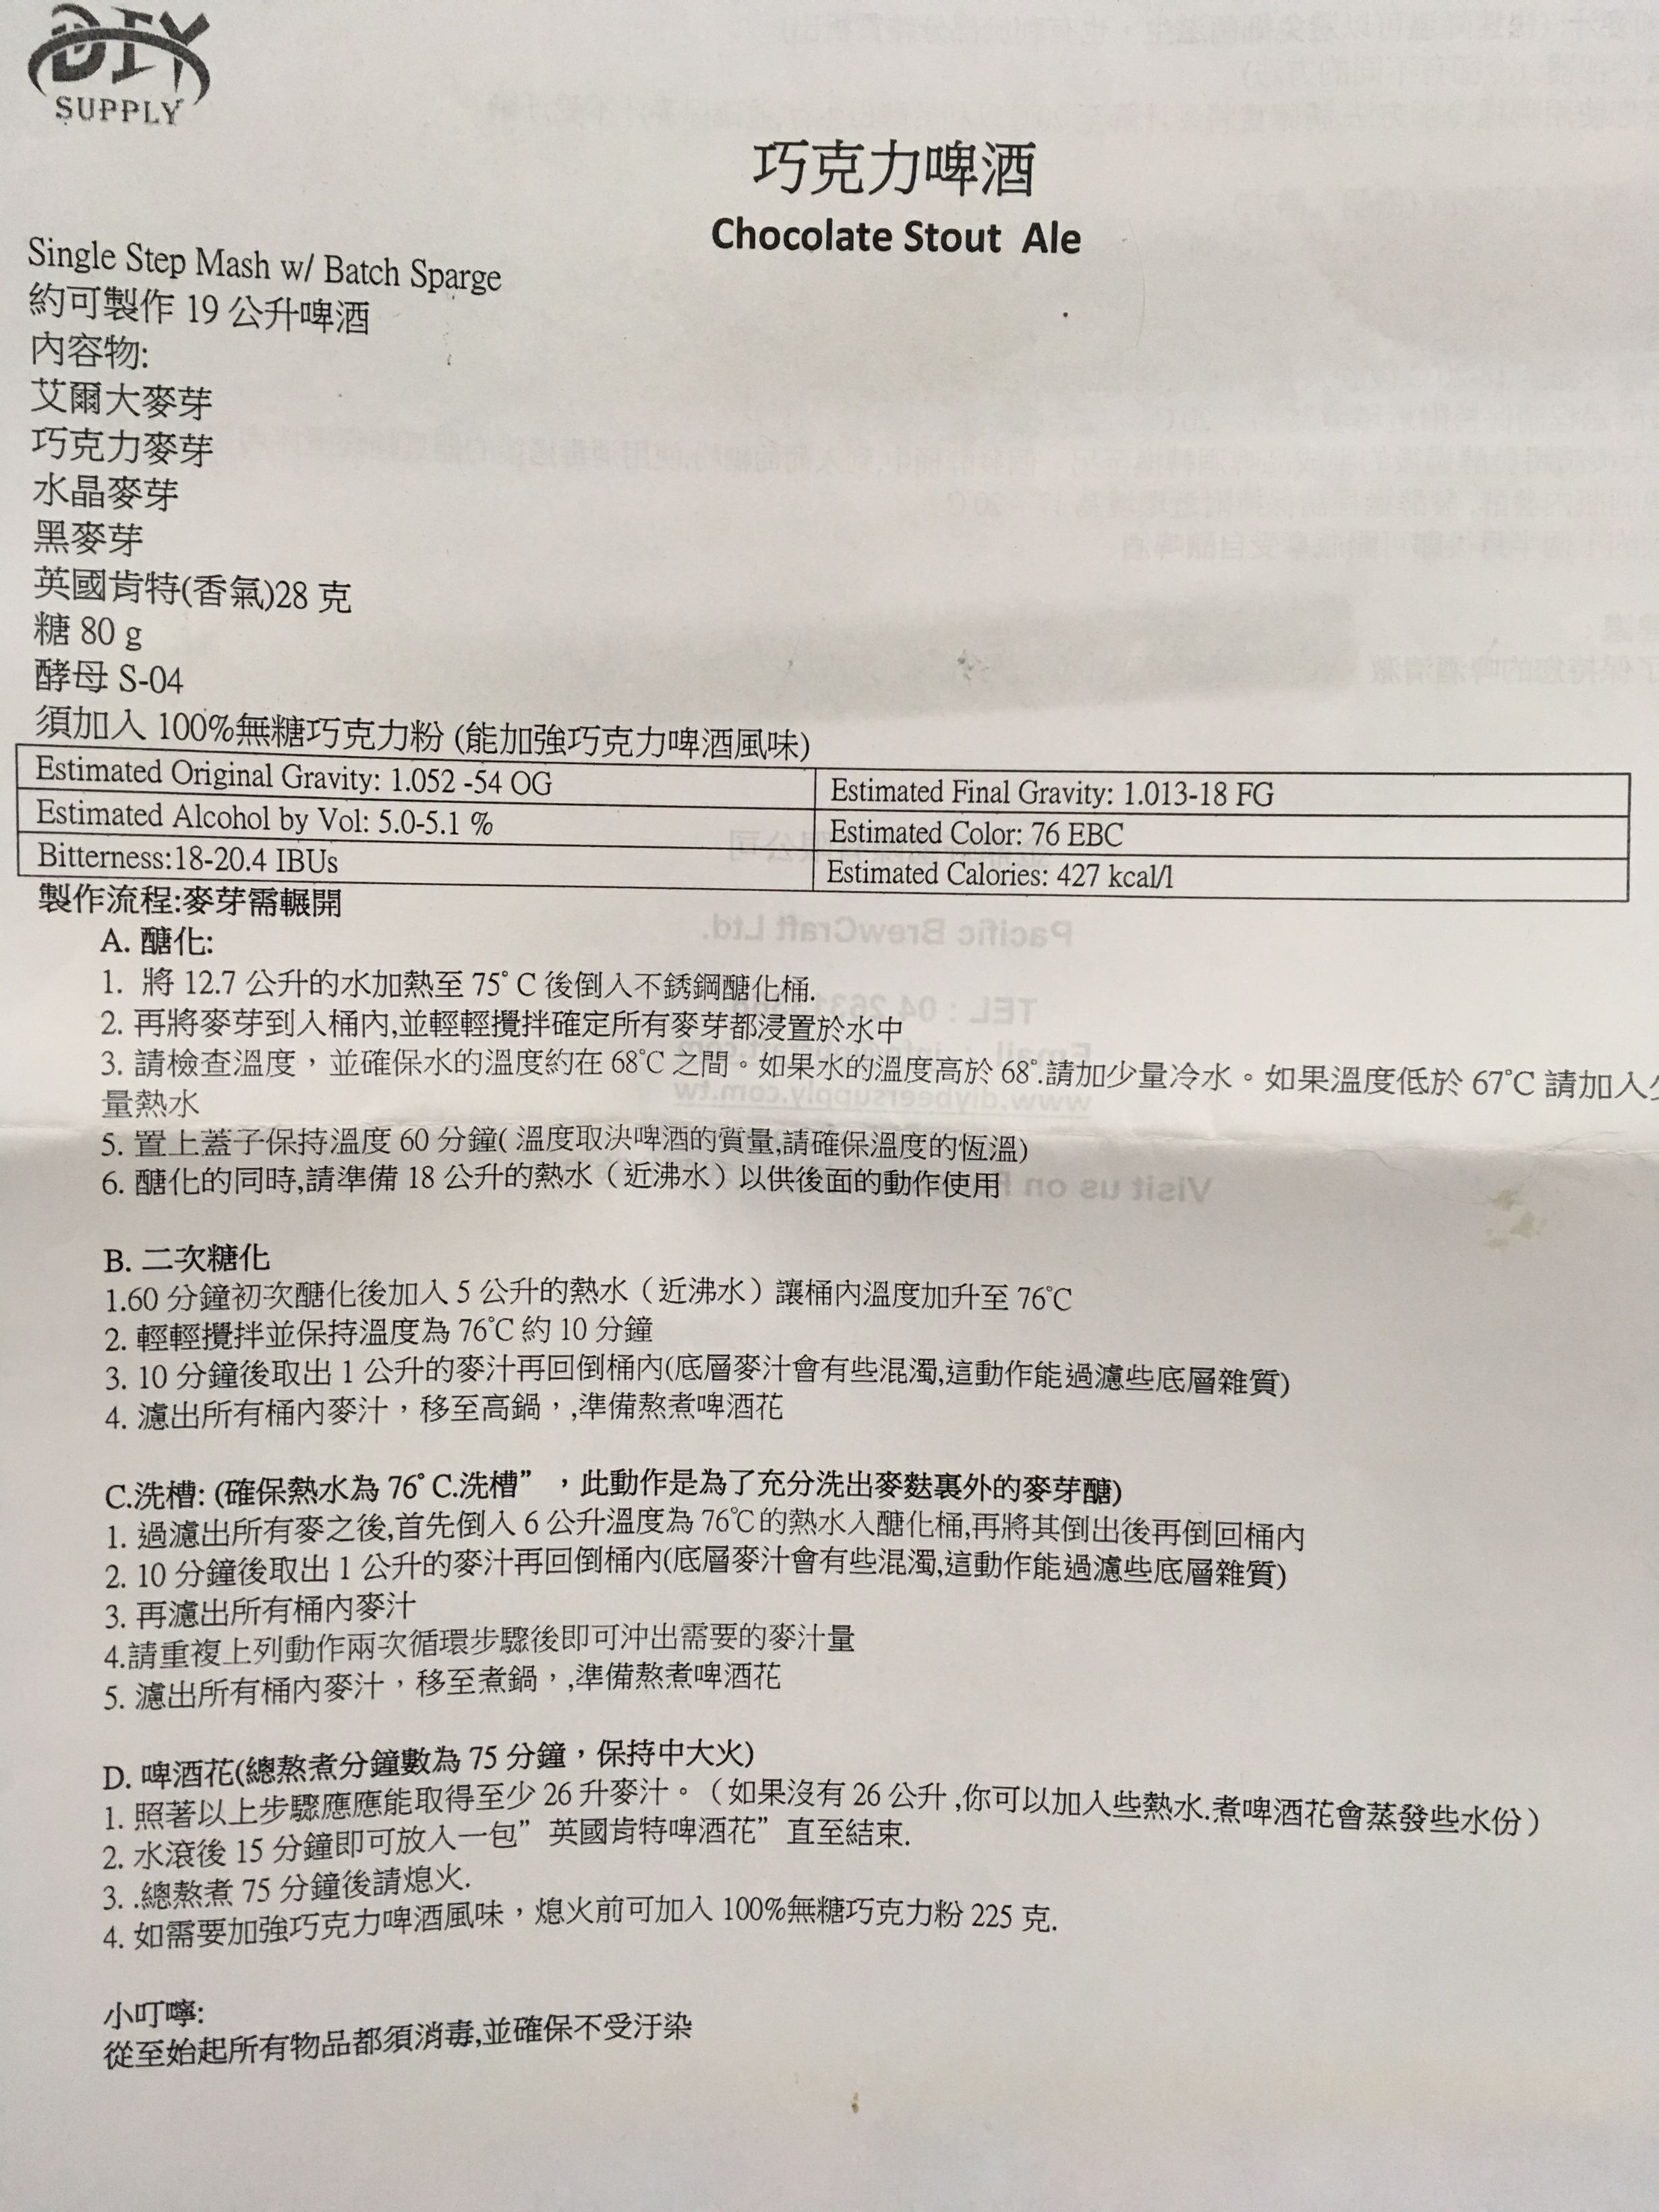 DIY
SUPPLY
巧克力啤酒
Chocolate Stout Ale
Single Step Mash w/ Batch Sparge
約可製作 19 公升啤酒
內容物:
艾爾大麥芽
巧克力麥芽
水晶麥芽
黑麥芽
英國肯特(香氣)28 克
糖 80 g
酵母 S-04
須加入 100%無糖巧克力粉 (能加強巧克力啤酒風味)
Estimated Original Gravity: 1.052 -54 OG
Estimated Final Gravity: 1.013-18 FG
Estimated Alcohol by Vol: 5.0-5.1 %
Estimated Color: 76 EBC
Bitterness:18-20.4 IBUs
Estimated Calories: 427 kcal/l
製作流程:麥芽需輾開
A. 醣化:
1. 將 12.7 公升的水加熱至 75° C 後倒入不銹鋼醣化桶.
2. 再將麥芽到入桶內,並輕輕攪拌確定所有麥芽都浸置於水中
3. 請檢查溫度，並確保水的溫度約在 68℃ 之間。如果水的溫度高於 68°.請加少量冷水。如果溫度低於 67℃ 請加入少
量熱水
5. 置上蓋子保持溫度 60 分鐘( 溫度取決啤酒的質量,請確保溫度的恆溫)
6. 醣化的同時,請準備 18 公升的熱水（近沸水）以供後面的動作使用
B. 二次糖化
1.60 分鐘初次醣化後加入 5 公升的熱水（近沸水）讓桶內溫度加升至 76℃
2. 輕輕攪拌並保持溫度為 76℃ 約 10 分鐘
3. 10 分鐘後取出 1 公升的麥汁再回倒桶內(底層麥汁會有些混濁,這動作能過濾些底層雜質)
4. 濾出所有桶內麥汁，移至高鍋，,準備熬煮啤酒花
C.洗槽: (確保熱水為 76° C.洗槽”，此動作是為了充分洗出麥麩裏外的麥芽醣)
1. 過濾出所有麥之後,首先倒入 6 公升溫度為 76℃的熱水入醣化桶,再將其倒出後再倒回桶內
2. 10 分鐘後取出 1 公升的麥汁再回倒桶內(底層麥汁會有些混濁,這動作能過濾些底層雜質)
3. 再濾出所有桶內麥汁
4.請重複上列動作兩次循環步驟後即可沖出需要的麥汁量
5. 濾出所有桶內麥汁，移至煮鍋，,準備熬煮啤酒花
D. 啤酒花(總熬煮分鐘數為 75 分鐘，保持中大火)
1. 照著以上步驟應應能取得至少 26 升麥汁。（如果沒有 26 公升 ,你可以加入些熱水.煮啤酒花會蒸發些水份）
2. 水滾後 15 分鐘即可放入一包”英國肯特啤酒花”直至結束.
3. .總熬煮 75 分鐘後請熄火.
4. 如需要加強巧克力啤酒風味，熄火前可加入 100%無糖巧克力粉 225 克.
小叮嚀:
從至始起所有物品都須消毒,並確保不受汙染